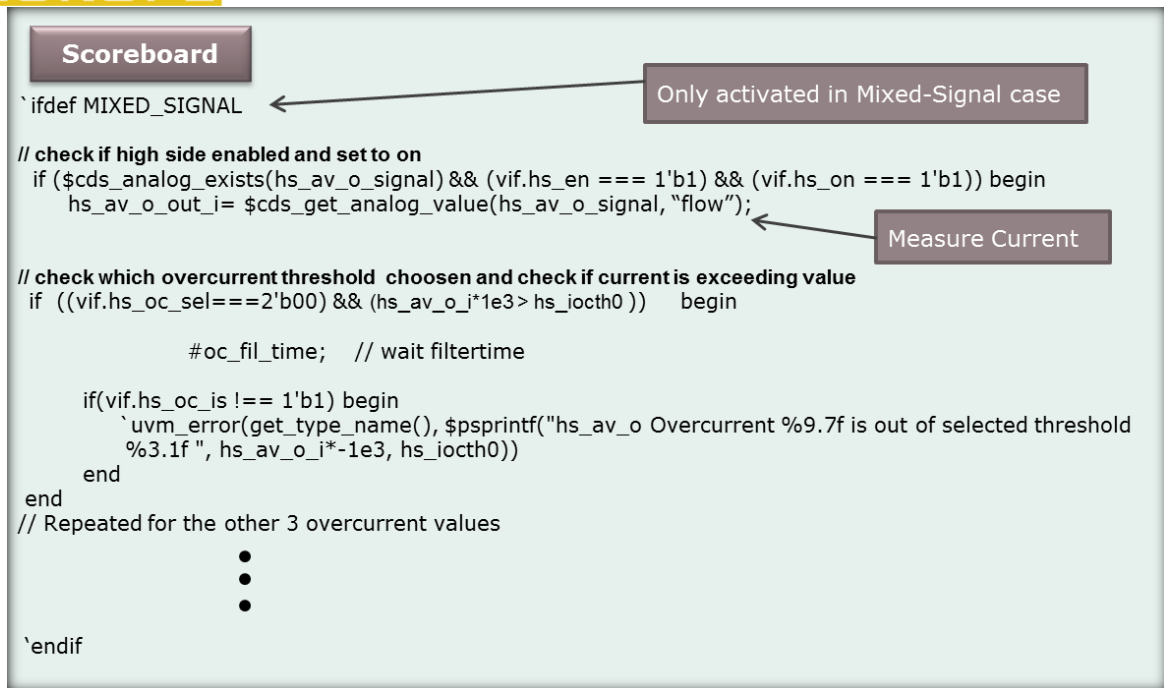 Scoreboard
Only activated in Mixed-Signal case
`ifdef MIXED_SIGNAL
// check if high side enabled and set to on
if ($cds_analog_exists(hs_av_o_signal) && (vif.hs_en === 1'b1) && (vif.hs_on === 1'b1)) begin
hs_av_o_out_i= $cds_get_analog_value(hs_av_o_signal, “flow”);
Measure Current
// check which overcurrent threshold choosen and check if current is exceeding value
if ((vif.hs_oc_sel===2'b00) && (hs_av_o_i*1e3 > hs_iocth0 )) begin
#oc_fil_time; // wait filtertime
if(vif.hs_oc_is !== 1'b1) begin
`uvm_error(get_type_name(), $psprintf("hs_av_o Overcurrent %9.7f is out of selected threshold
%3.1f ", hs_av_o_i*-1e3, hs_iocth0))
end
end
// Repeated for the other 3 overcurrent values
`endif